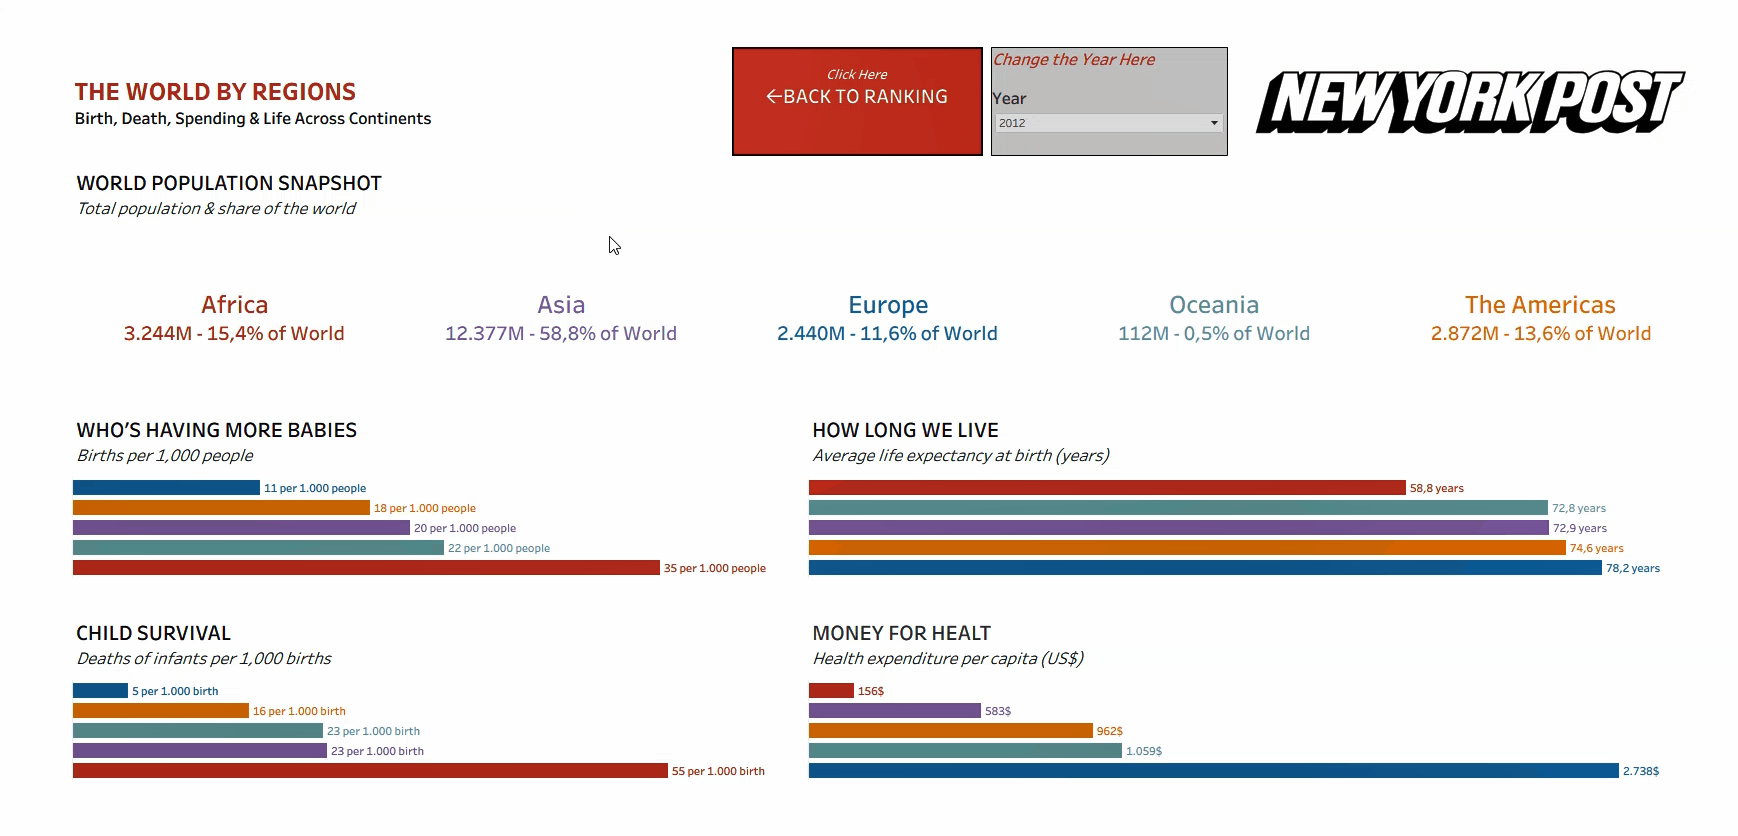 THE WORLD BY REGIONS
Birth, Death, Spending & Life Across Continents
Click Here
←BACK TO RANKING
Change the Year Here
Year
2012
NEW YORK POST
WORLD POPULATION SNAPSHOT
Total population & share of the world
Africa
3.244M - 15,4% of World
Asia
12.377M - 58,8% of World
Europe
2.440M - 11,6% of World
Oceania
112M - 0,5% of World
The Americas
2.872M - 13,6% of World
WHO'S HAVING MORE BABIES
Births per 1,000 people
11 per 1.000 people
18 per 1.000 people
20 per 1.000 people
22 per 1.000 people
35 per 1.000 people
HOW LONG WE LIVE
Average life expectancy at birth (years)
58,8 years
72,8 years
72,9 years
74,6 years
78,2 years
CHILD SURVIVAL
Deaths of infants per 1,000 births
5 per 1.000 birth
16 per 1.000 birth
23 per 1.000 birth
23 per 1.000 birth
55 per 1.000 birth
MONEY FOR HEALT
Health expenditure per capita (US$)
156$
583$
962$
1.059$
2.738$